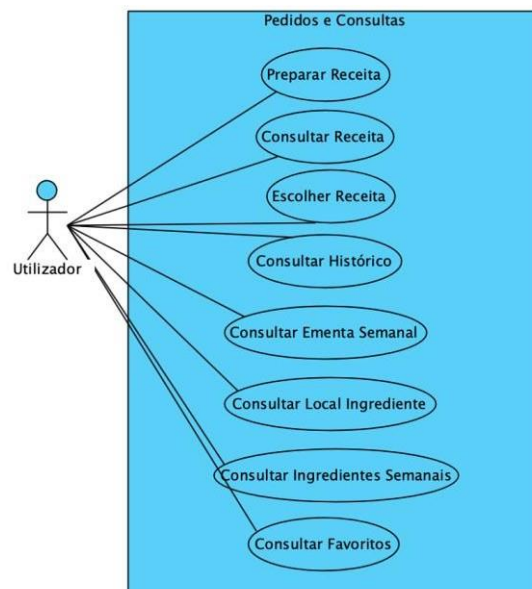 Pedidos e Consultas
Preparar Receita
Consultar Receita
Escolher Receita
Consultar Histórico
Utilizador
Consultar Ementa Semanal
Consultar Local Ingrediente
Consultar Ingredientes Semanais
Consultar Favoritos